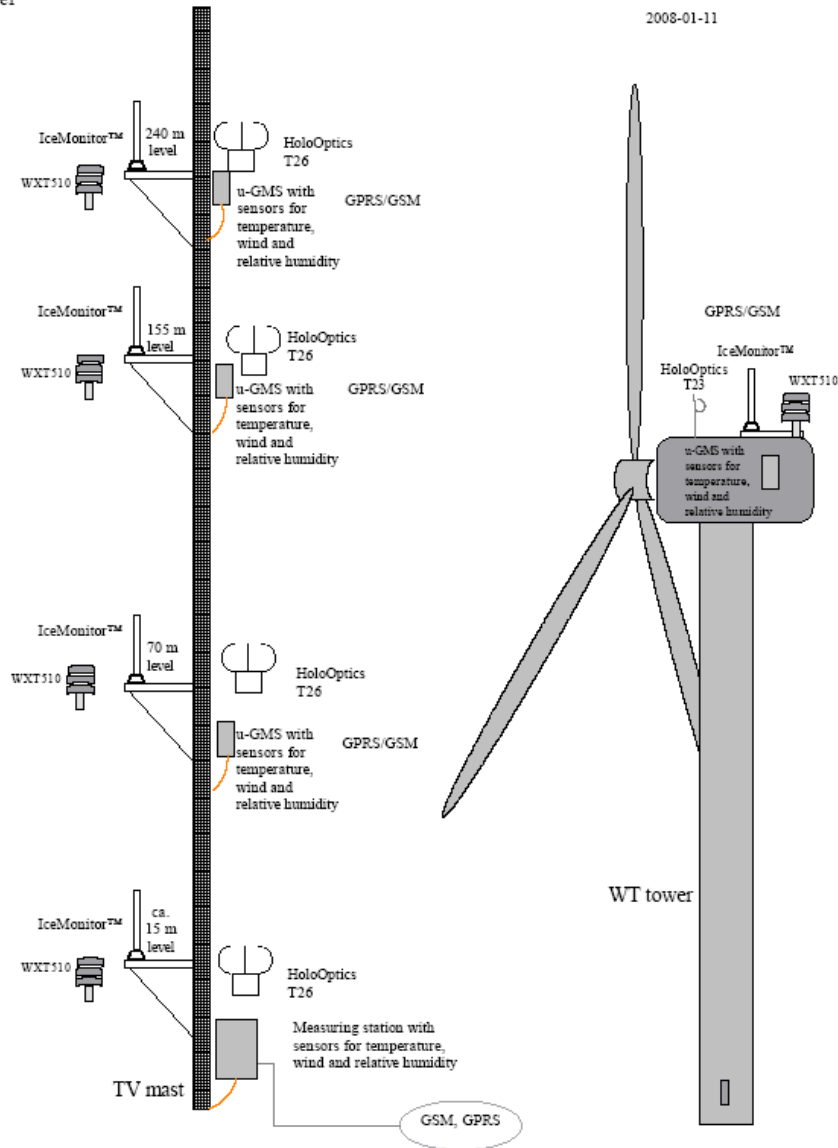 2008-01-11
IceMonitor™
240 m
level
HoloOptics
T26
WXT510
u-GMS with
sensors for
temperature,
wind and
relative humidity
GPRS/GSM
IceMonitor™
155 m
level
HoloOptics
T26
WXT510
u-GMS with
sensors for
temperature,
wind and
relative humidity
GPRS/GSM
IceMonitor™
70 m
level
HoloOptics
T26
WXT510
u-GMS with
sensors for
temperature,
wind and
relative humidity
GPRS/GSM
IceMonitor™
ca.
15 m
level
HoloOptics
T26
WXT510
Measuring station with
sensors for temperature,
wind and relative humidity
TV mast
GSM, GPRS
GPRS/GSM
IceMonitor™
HoloOptics
T23
WXT510
u-GMS with
sensors for
temperature,
wind and
relative humidity
WT tower